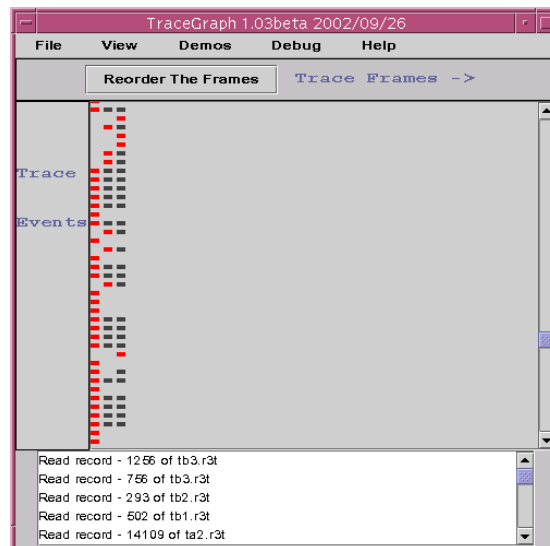 TraceGraph 1.03beta 2002/09/26
File View Demos Debug Help
Reorder The Frames Trace Frames ->
Trace
Events
Read record - 1256 of tb3.r3t
Read record - 756 of tb3.r3t
Read record - 293 of tb2.r3t
Read record - 502 of tb1.r3t
Read record - 14109 of ta2.r3t